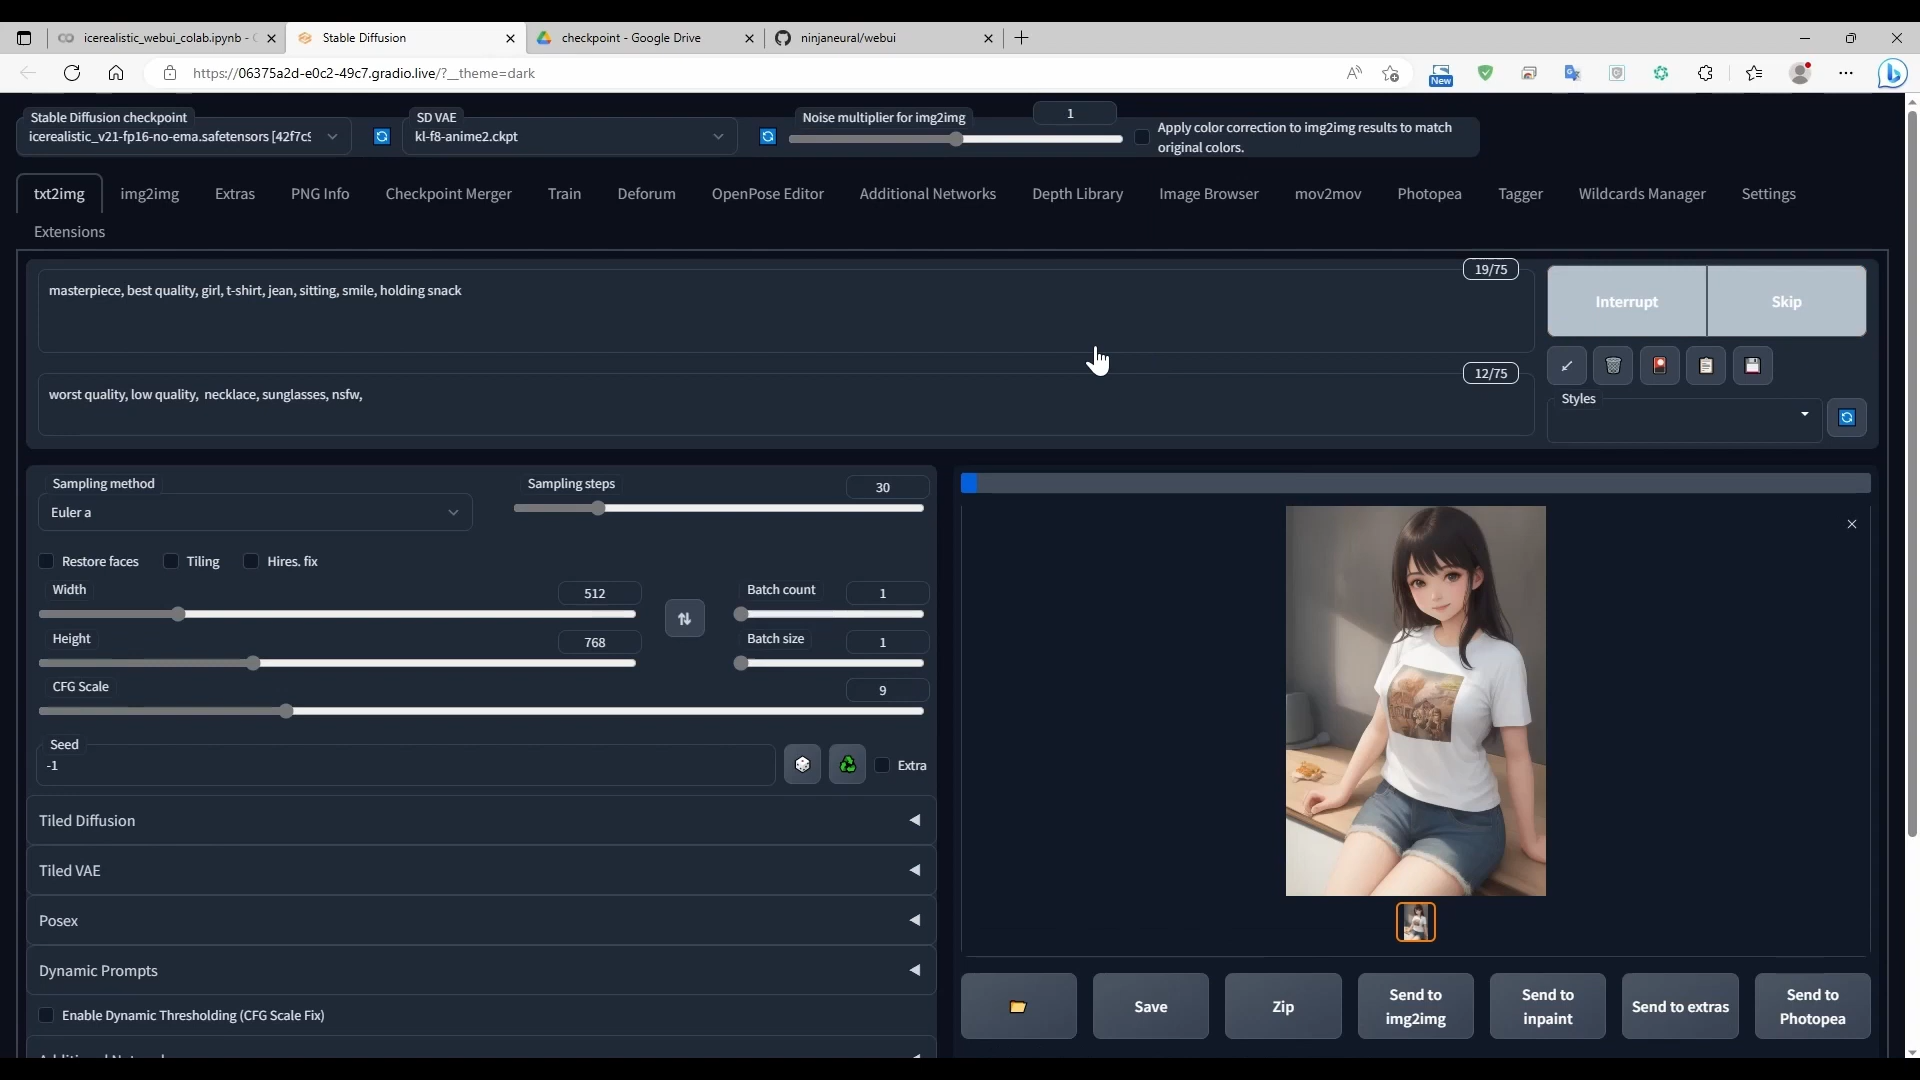 icerealistic_webui_colab.ipynb -
Stable Diffusion
checkpoint - Google Drive
ninjaneural/webui
https://06375a2d-e0c2-49c7.gradio.live/?__theme=dark
New
Stable Diffusion checkpoint
icerealistic_v21-fp16-no-ema.safetensors [42f7c
SD VAE
kl-f8-anime2.ckpt
Noise multiplier for img2img
1
Apply color correction to img2img results to match
original colors.
txt2img
img2img
Extras
PNG Info
Checkpoint Merger
Train
Deforum
OpenPose Editor
Additional Networks
Depth Library
Image Browser
mov2mov
Photopea
Tagger
Wildcards Manager
Settings
Extensions
19/75
masterpiece, best quality, girl, t-shirt, jean, sitting, smile, holding snack
Interrupt
Skip
12/75
worst quality, low quality,  necklace, sunglasses, nsfw,
Styles
Sampling method
Euler a
Sampling steps
30
Restore faces
Tiling
Hires. fix
Width
512
Batch count
1
Height
768
Batch size
1
CFG Scale
9
Seed
-1
Extra
Tiled Diffusion
Tiled VAE
Posex
Dynamic Prompts
Enable Dynamic Thresholding (CFG Scale Fix)
Save
Zip
Send to
img2img
Send to
inpaint
Send to extras
Send to
Photopea